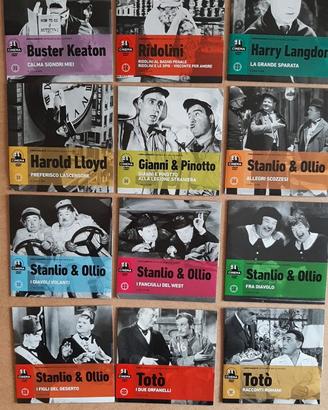 Buster Keaton
CALMA SIGNORI MIEI
Ridolini
RIDOLINI AL BAGNO PENALE
RIDOLINI E LE SPIE - VISCONTE PER AMORE
CINEMA
Harry Langdon
LA GRANDE SPARATA
Harold Lloyd
PREFERISCO L'ASCENSORE
Gianni & Pinotto
GIANNI E PINOTTO
ALLA LEGIONE STRANIERA
Stanlio & Ollio
ALLEGRI SCOZZESI
CINEMA
Stanlio & Ollio
I DIAVOLI VOLANTI
Stanlio & Ollio
I FANCIULLI DEL WEST
Stanlio & Ollio
FRA DIAVOLO
Stanlio & Ollio
I FIGLI DEL DESERTO
Totò
I DUE ORFANELLI
Totò
RACCONTI ROMANI